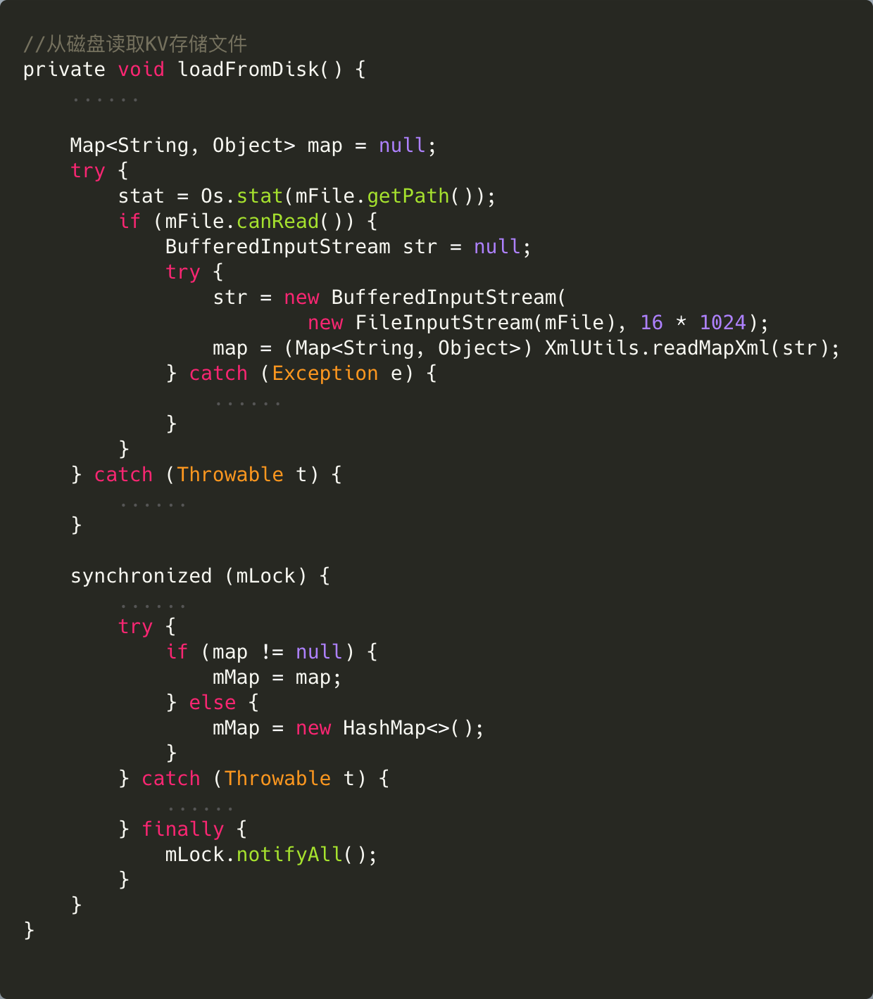 //从磁盘读取KV存储文件
private void loadFromDisk() {
    ......

    Map<String, Object> map = null;
    try {
        stat = Os.stat(mFile.getPath());
        if (mFile.canRead()) {
            BufferedInputStream str = null;
            try {
                str = new BufferedInputStream(
                        new FileInputStream(mFile), 16 * 1024);
                map = (Map<String, Object>) XmlUtils.readMapXml(str);
            } catch (Exception e) {
                ......
            }
        }
    } catch (Throwable t) {
        ......
    }

    synchronized (mLock) {
        ......
        try {
            if (map != null) {
                mMap = map;
            } else {
                mMap = new HashMap<>();
            }
        } catch (Throwable t) {
            ......
        } finally {
            mLock.notifyAll();
        }
    }
}